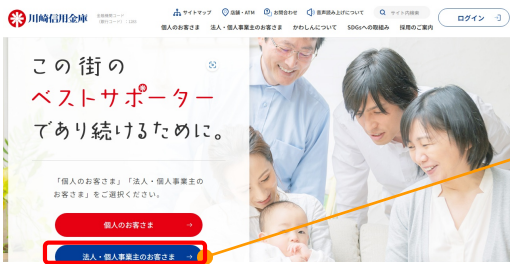 川崎信用金庫
サイトマップ 店舗・ATM お問合わせ 音声読み上げについて サイト内検索 ログイン
個人のお客さま 法人・個人事業主のお客さま かわしんについて SDGsへの取組み 採用のご案内
この街の
ベストサポーター
であり続けるために。
「個人のお客さま」「法人・個人事業主の
お客さま」をご選択ください。
個人のお客さま →
法人・個人事業主のお客さま →